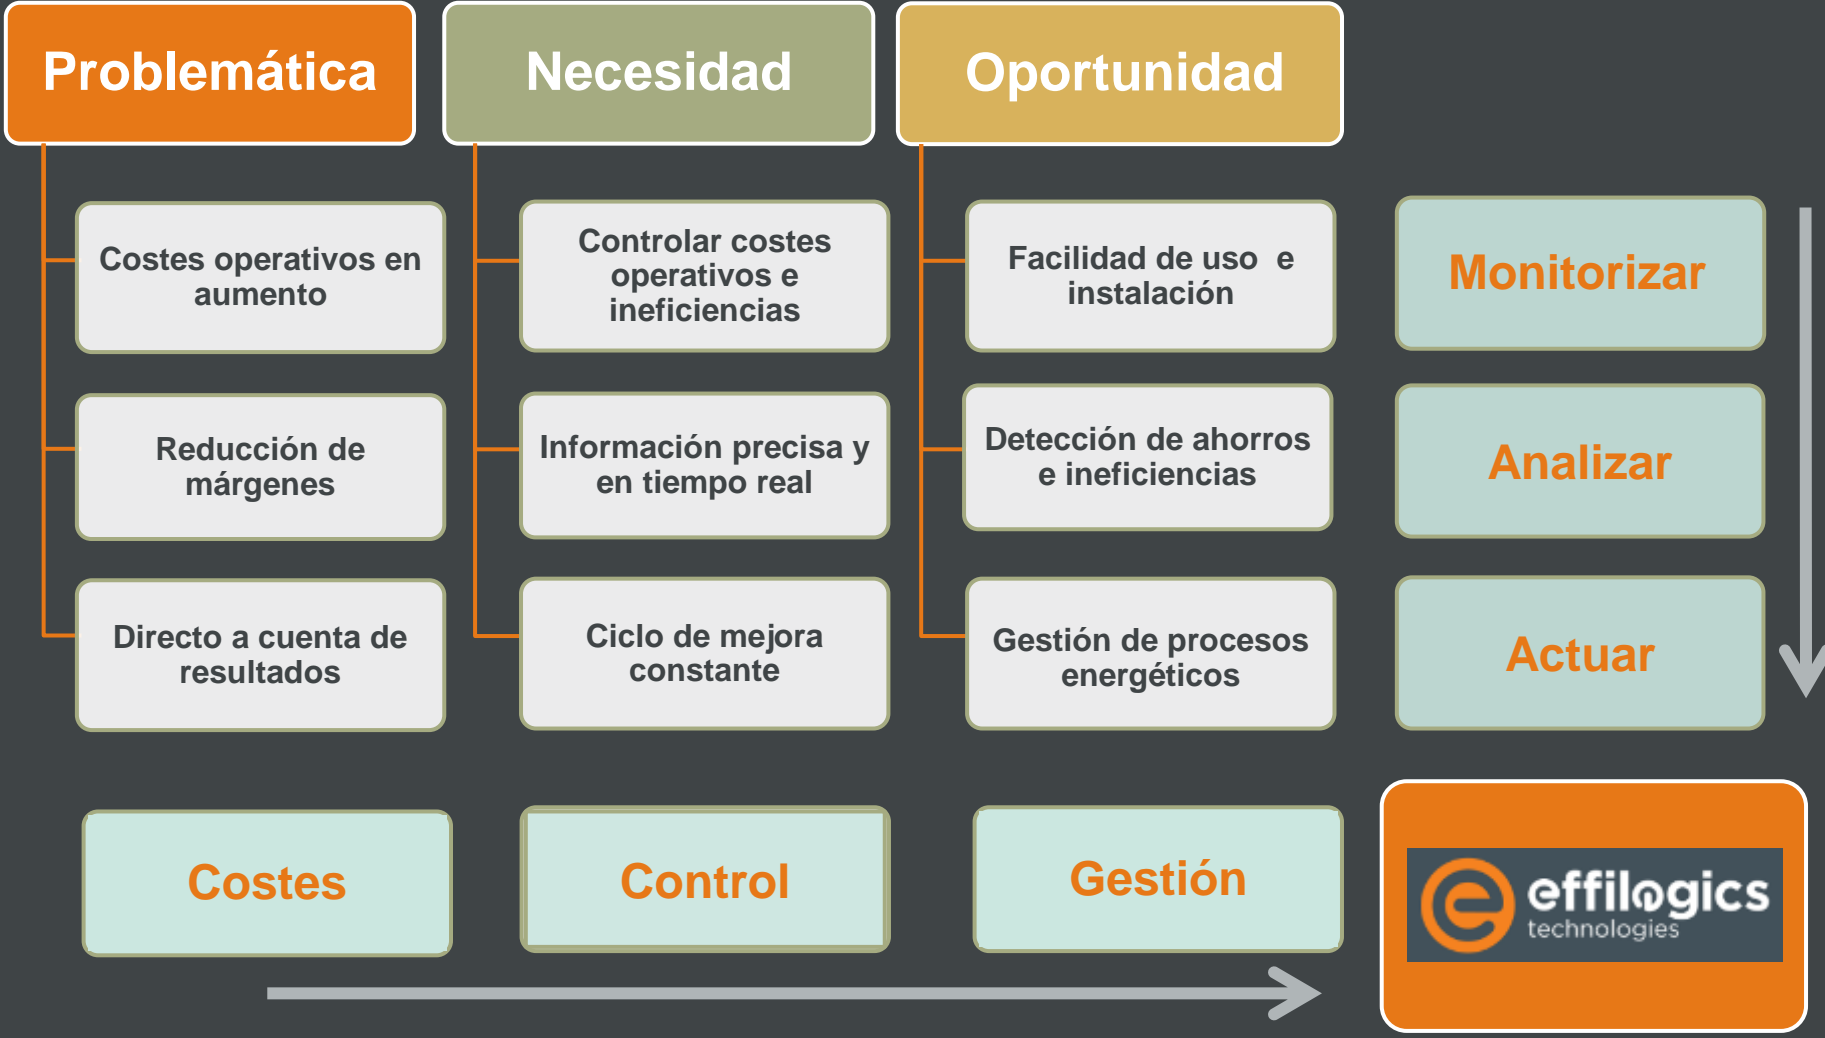 Problemática
Necesidad
Oportunidad
Costes operativos en
aumento
Controlar costes
operativos e
ineficiencias
Facilidad de uso e
instalación
Monitorizar
Reducción de
márgenes
Información precisa y
en tiempo real
Detección de ahorros
e ineficiencias
Analizar
Directo a cuenta de
resultados
Ciclo de mejora
constante
Gestión de procesos
energéticos
Actuar
Costes
Control
Gestión
effilogics
technologies